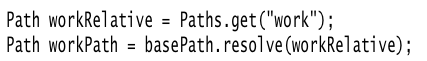 Path workRelative = Paths.get("work");
Path workPath = basePath.resolve(workRelative);